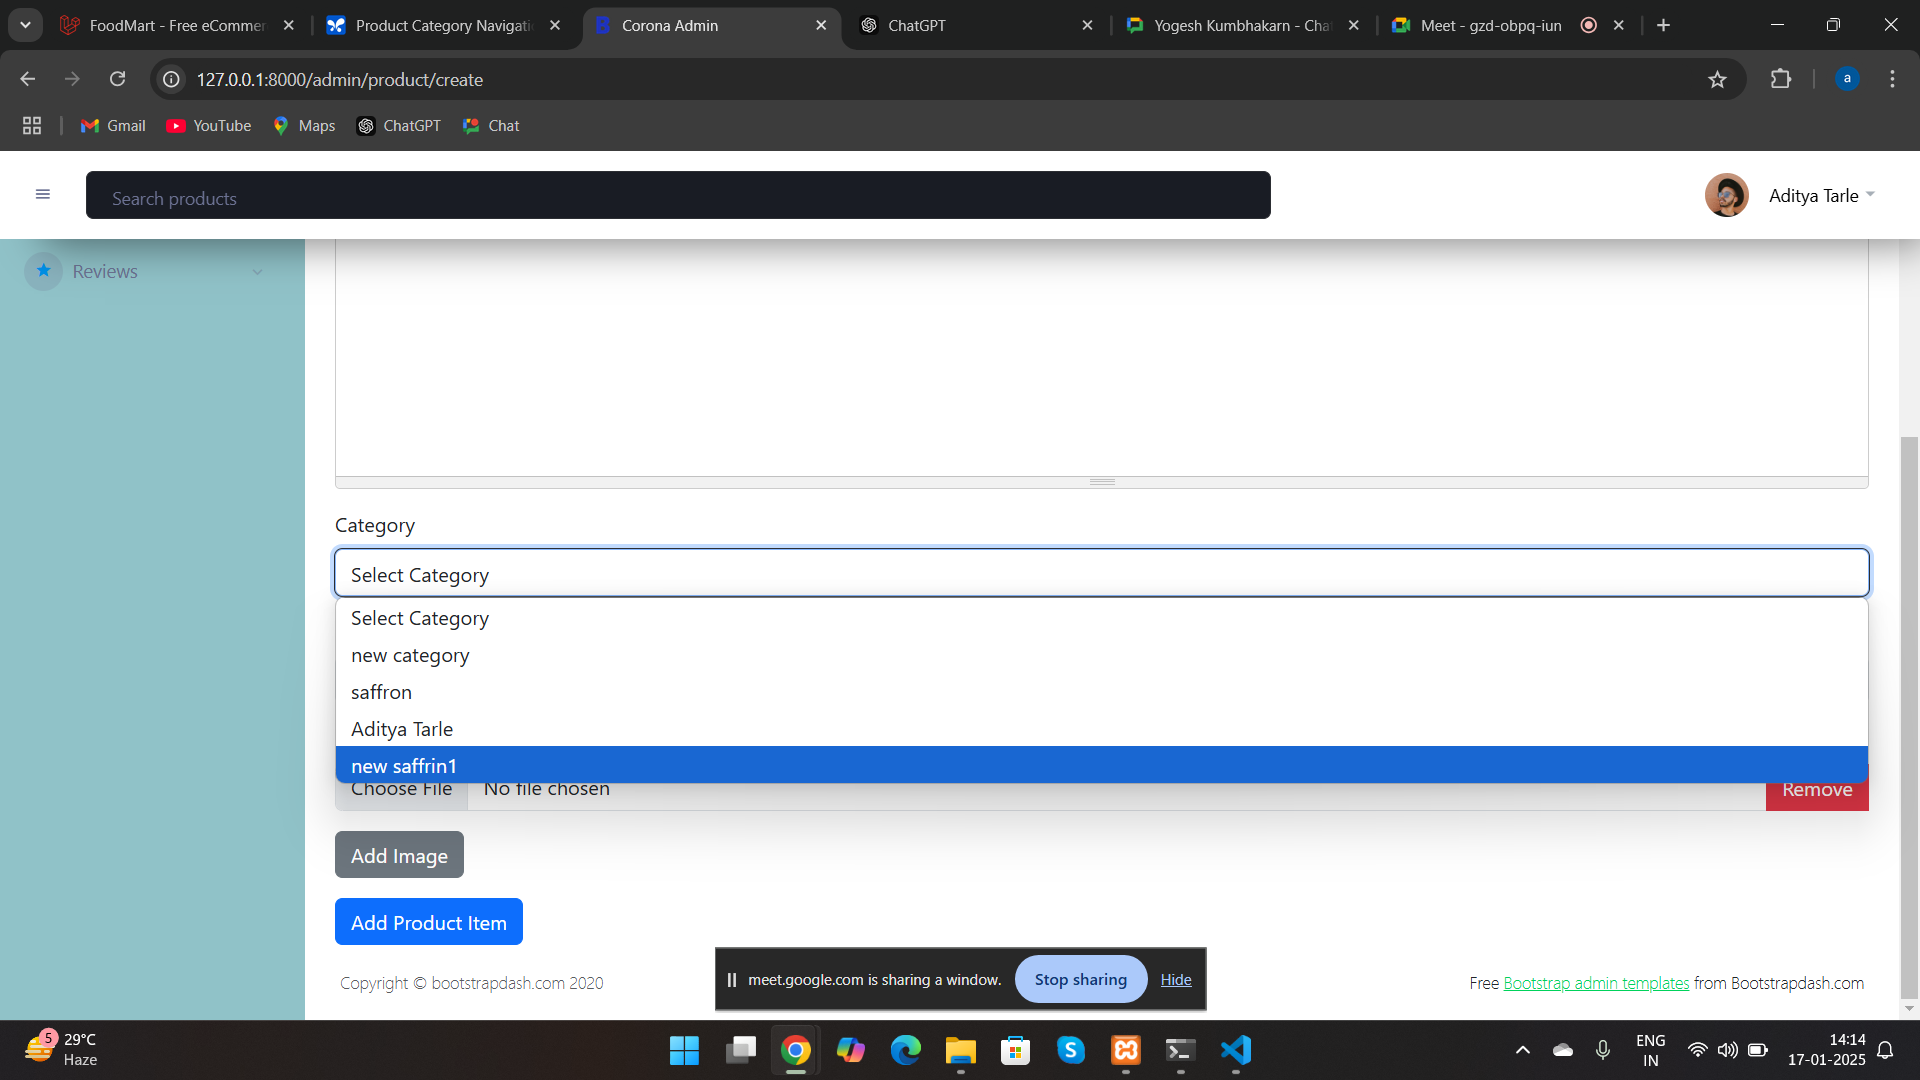 FoodMart - Free eCommer
Product Category Navigati
Corona Admin
ChatGPT
Yogesh Kumbhakarn - Cha
Meet - gzd-obpq-iun
127.0.0.1:8000/admin/product/create
a
Gmail
YouTube
Maps
ChatGPT
Chat
Search products
Aditya Tarle
Reviews
Category
Select Category
Select Category
new category
saffron
Aditya Tarle
new saffrin1
Choose File
No file chosen
Remove
Add Image
Add Product Item
Copyright © bootstrapdash.com 2020
meet.google.com is sharing a window.
Stop sharing
Hide
Free Bootstrap admin templates from Bootstrapdash.com
5
29°C
Haze
ENG
IN
14:14
17-01-2025